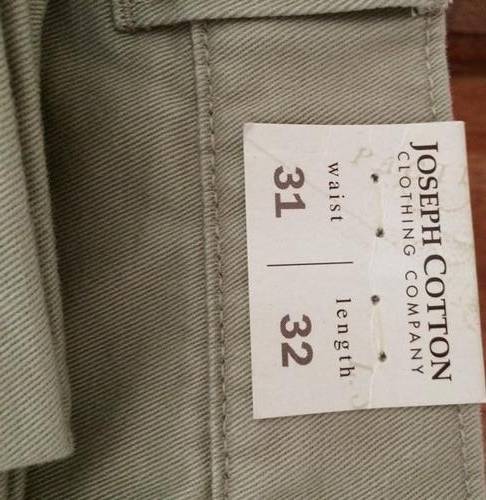 JOSEPH COTTON
CLOTHING COMPANY
waist length
31 32